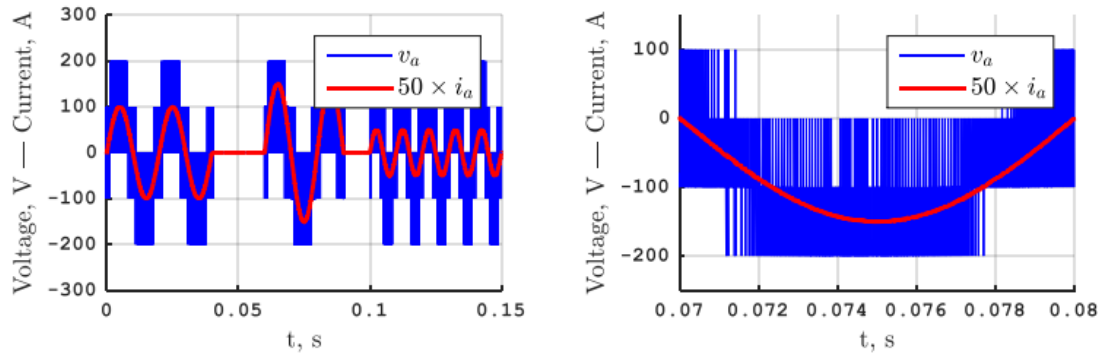 Voltage, V — Current, A
300
200
100
0
-100
-200
-300
v_a
50 × i_a
0
0.05
0.1
0.15
t, s
Voltage, V — Current, A
100
0
-100
-200
v_a
50 × i_a
0.07
0.072
0.074
0.076
0.078
0.08
t, s